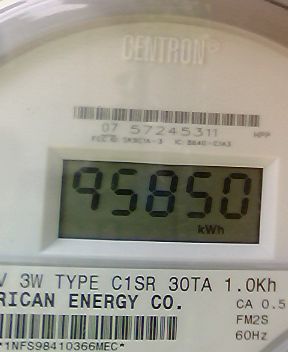 CENTRON®
07 57245311
HPP
95850
kWh
V 3W TYPE C1SR 30TA 1.0Kh
RICAN ENERGY CO.
CA 0.5
FM2S
60Hz
*1NFS98410366MEC*